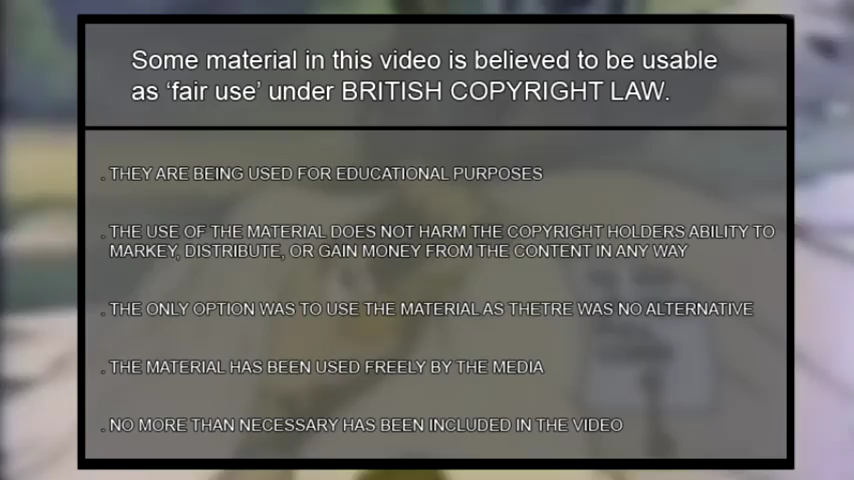 Some material in this video is believed to be usable
as ‘fair use’ under BRITISH COPYRIGHT LAW.
. THEY ARE BEING USED FOR EDUCATIONAL PURPOSES
. THE USE OF THE MATERIAL DOES NOT HARM THE COPYRIGHT HOLDERS ABILITY TO
MARKEY, DISTRIBUTE, OR GAIN MONEY FROM THE CONTENT IN ANY WAY
. THE ONLY OPTION WAS TO USE THE MATERIAL AS THETRE WAS NO ALTERNATIVE
. THE MATERIAL HAS BEEN USED FREELY BY THE MEDIA
. NO MORE THAN NECESSARY HAS BEEN INCLUDED IN THE VIDEO